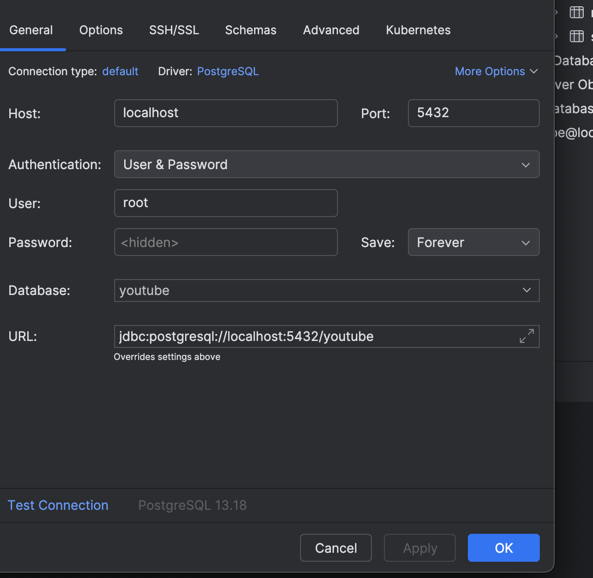 General Options SSH/SSL Schemas Advanced Kubernetes
Connection type: default Driver: PostgreSQL More Options
Host: localhost Port: 5432
Authentication: User & Password
User: root
Password: <hidden> Save: Forever
Database: youtube
URL: jdbc:postgresql://localhost:5432/youtube
Overrides settings above
Test Connection PostgreSQL 13.18
Cancel Apply OK
Databa
ver Ob
atabas
e@loc